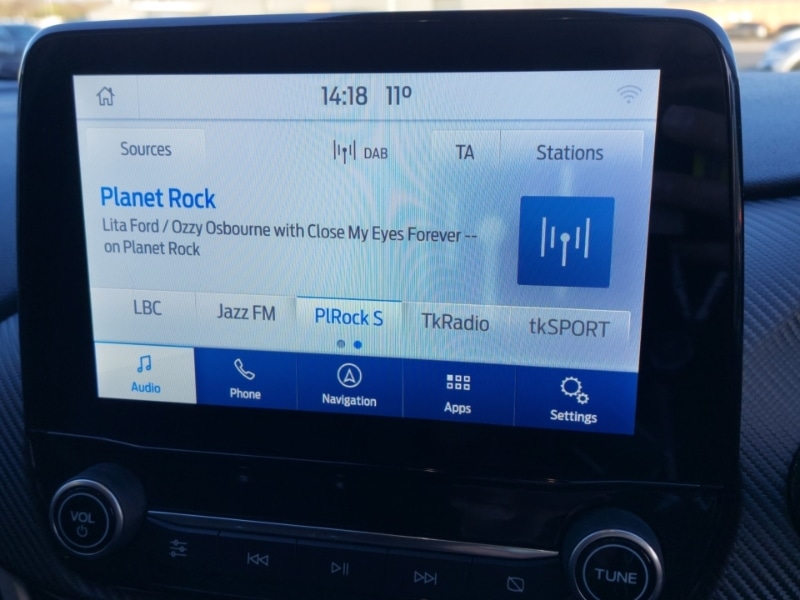 14:18 11°
Sources DAB TA Stations
Planet Rock
Lita Ford / Ozzy Osbourne with Close My Eyes Forever --
on Planet Rock
LBC Jazz FM PlRock S TkRadio tkSPORT
Audio Phone Navigation Apps Settings
VOL
TUNE